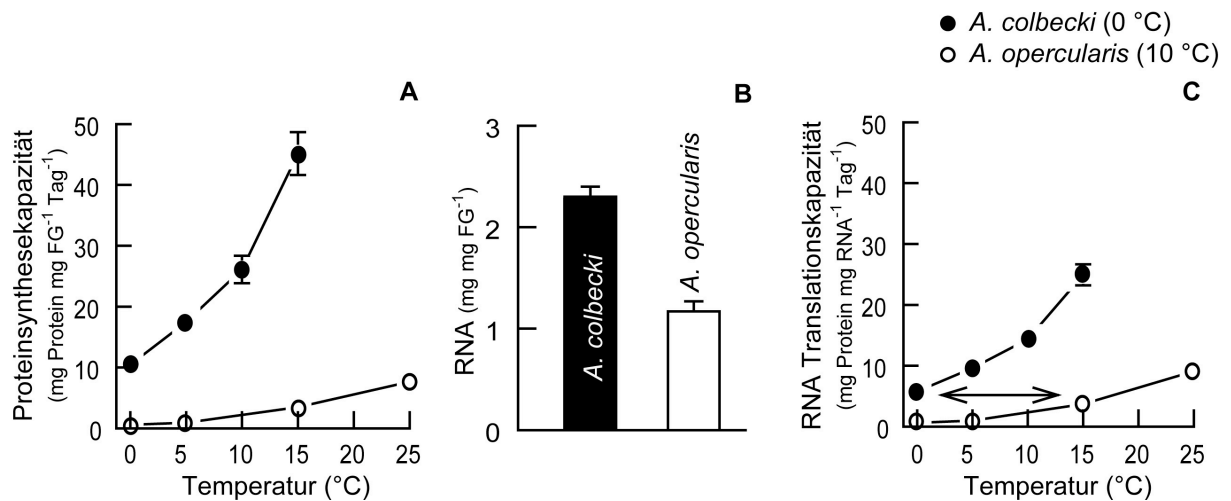 A. colbecki (0 °C)
A. opercularis (10 °C)
A
Proteinsynthesekapazität
(mg Protein mg FG⁻¹ Tag⁻¹)
50
40
30
20
10
0
0 5 10 15 20 25
Temperatur (°C)
B
RNA (mg mg FG⁻¹)
3
2
1
0
A. colbecki
A. opercularis
C
RNA Translationskapazität
(mg Protein mg RNA⁻¹ Tag⁻¹)
50
40
30
20
10
0
0 5 10 15 20 25
Temperatur (°C)